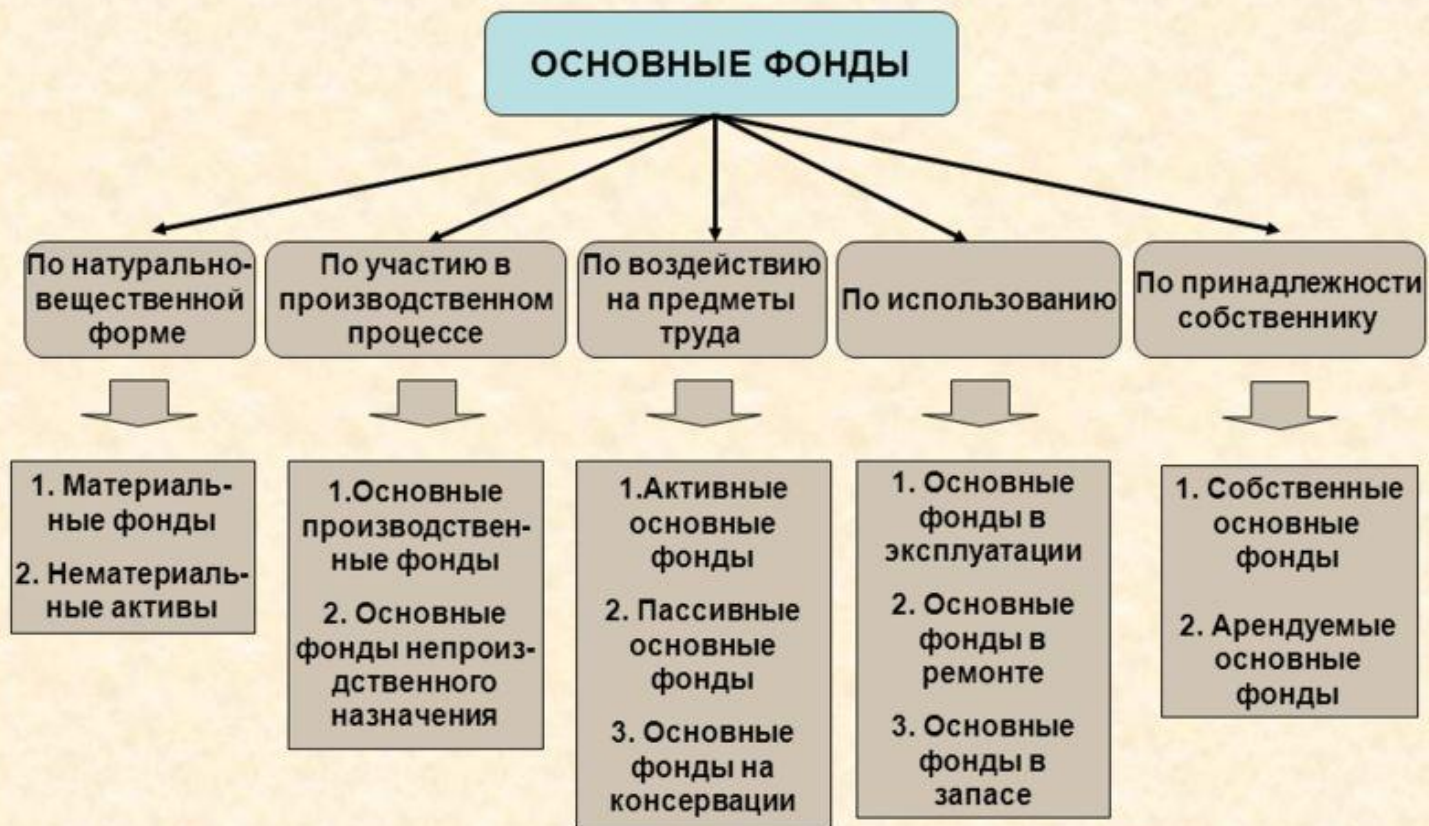 ОСНОВНЫЕ ФОНДЫ
По натурально-
вещественной
форме
По участию в
производственном
процессе
По воздействию
на предметы
труда
По использованию
По принадлежности
собственнику
1. Материаль-
ные фонды
2. Нематериаль-
ные активы
1.Основные
производствен-
ные фонды
2. Основные
фонды непроиз-
дственного
назначения
1.Активные
основные
фонды
2. Пассивные
основные
фонды
3. Основные
фонды на
консервации
1. Основные
фонды в
эксплуатации
2. Основные
фонды в
ремонте
3. Основные
фонды в
запасе
1. Собственные
основные
фонды
2. Арендуемые
основные
фонды